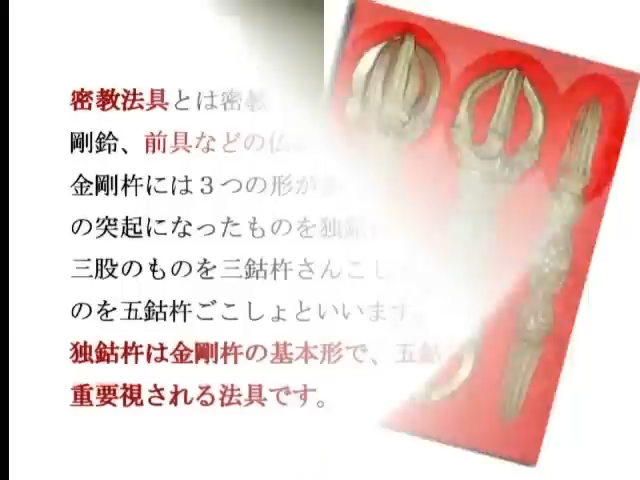 密教法具とは密教
剛鈴、前具などの仏
金剛杵には３つの形が
の突起になったものを独鈷
三股のものを三鈷杵さんこし
のを五鈷杵ごこしょといいます。
独鈷杵は金剛杵の基本形で、五鈷
重要視される法具です。